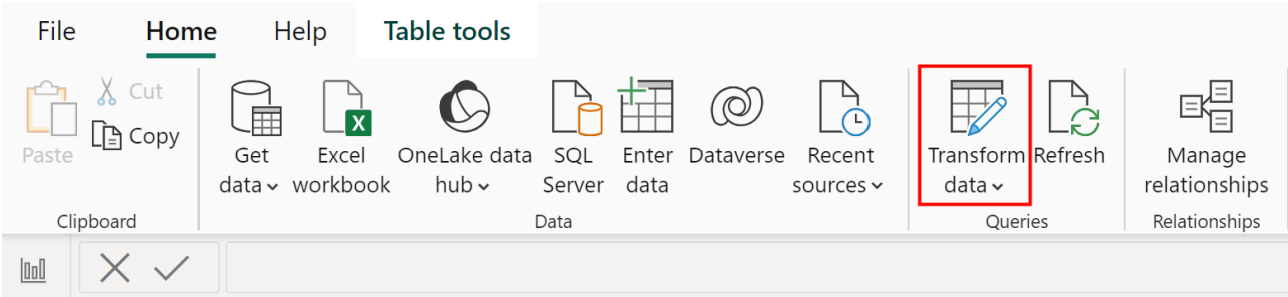 File Home Help Table tools
Cut
Copy
Paste
Get data
Excel workbook
OneLake data hub
SQL Server
Enter data
Dataverse
Recent sources
Transform data
Refresh
Manage relationships
Clipboard Data Queries Relationships